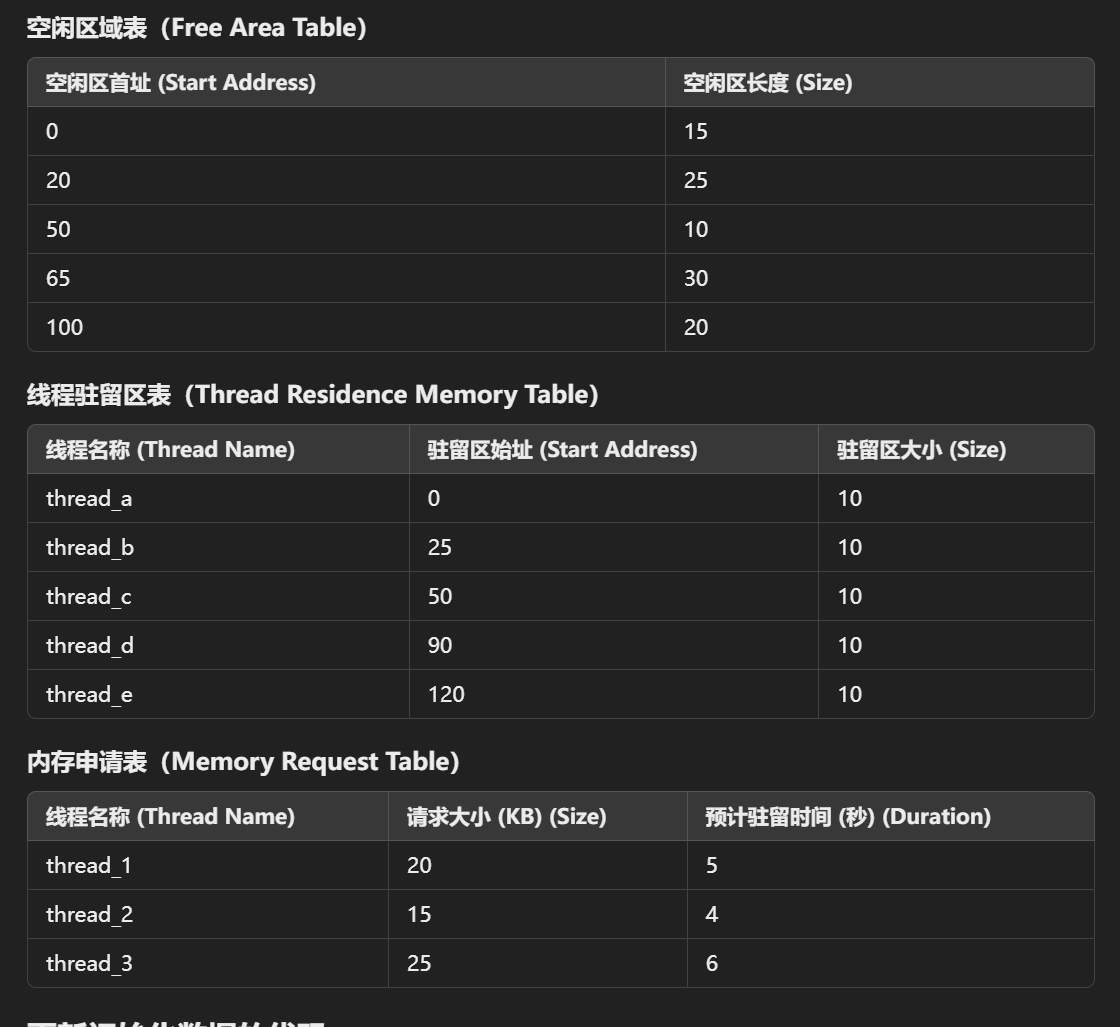 空闲区域表（Free Area Table）
空闲区首址 (Start Address) 空闲区长度 (Size)
0 15
20 25
50 10
65 30
100 20
线程驻留区表（Thread Residence Memory Table）
线程名称 (Thread Name) 驻留区始址 (Start Address) 驻留区大小 (Size)
thread_a 0 10
thread_b 25 10
thread_c 50 10
thread_d 90 10
thread_e 120 10
内存申请表（Memory Request Table）
线程名称 (Thread Name) 请求大小 (KB) (Size) 预计驻留时间 (秒) (Duration)
thread_1 20 5
thread_2 15 4
thread_3 25 6